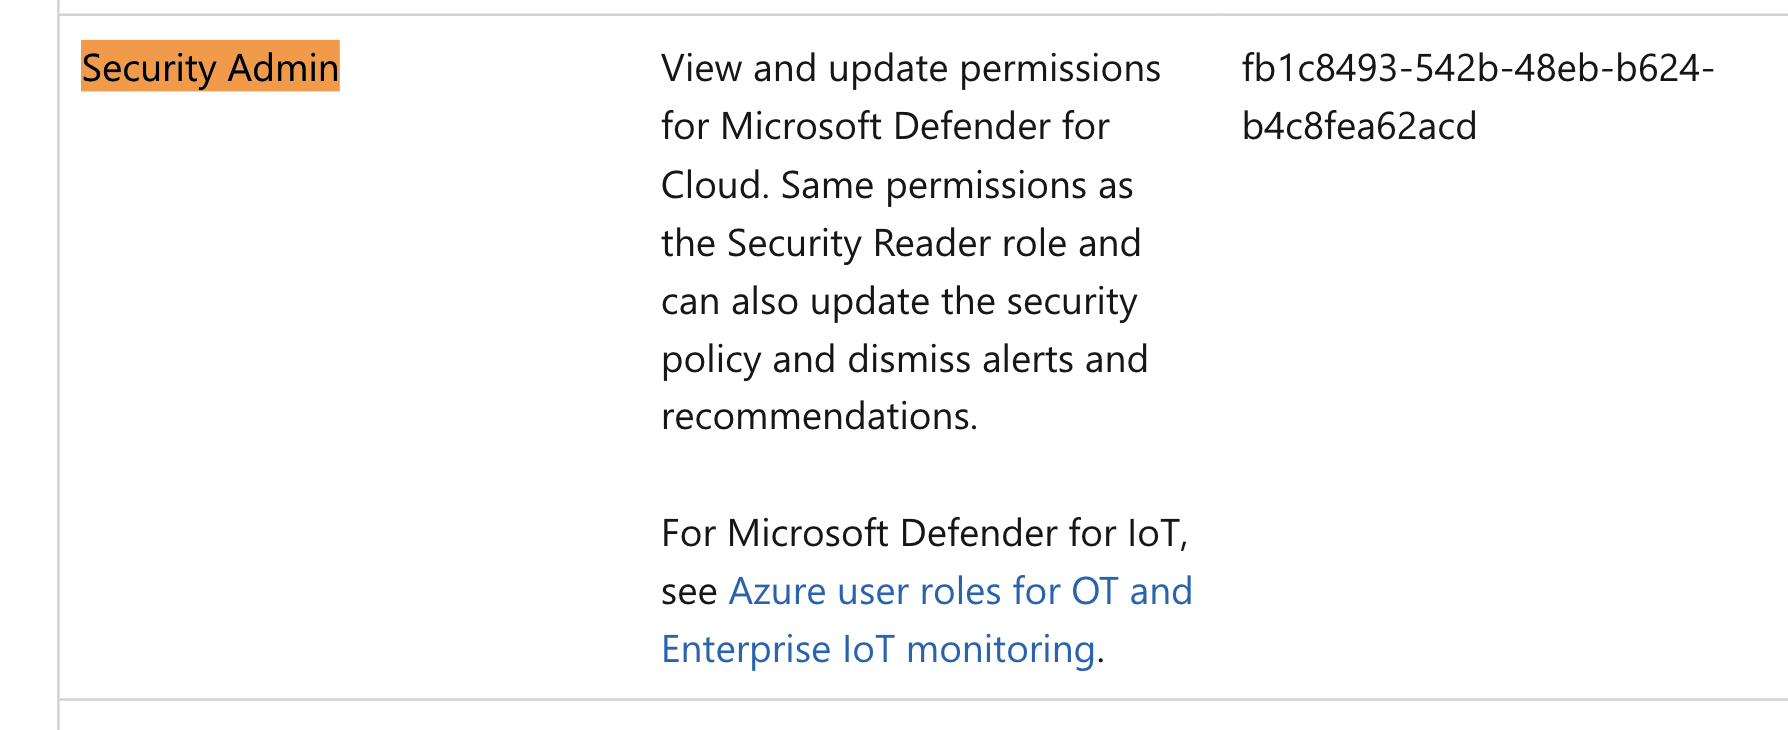 Security Admin
View and update permissions
for Microsoft Defender for
Cloud. Same permissions as
the Security Reader role and
can also update the security
policy and dismiss alerts and
recommendations.
For Microsoft Defender for IoT,
see Azure user roles for OT and
Enterprise IoT monitoring.
fb1c8493-542b-48eb-b624-
b4c8fea62acd